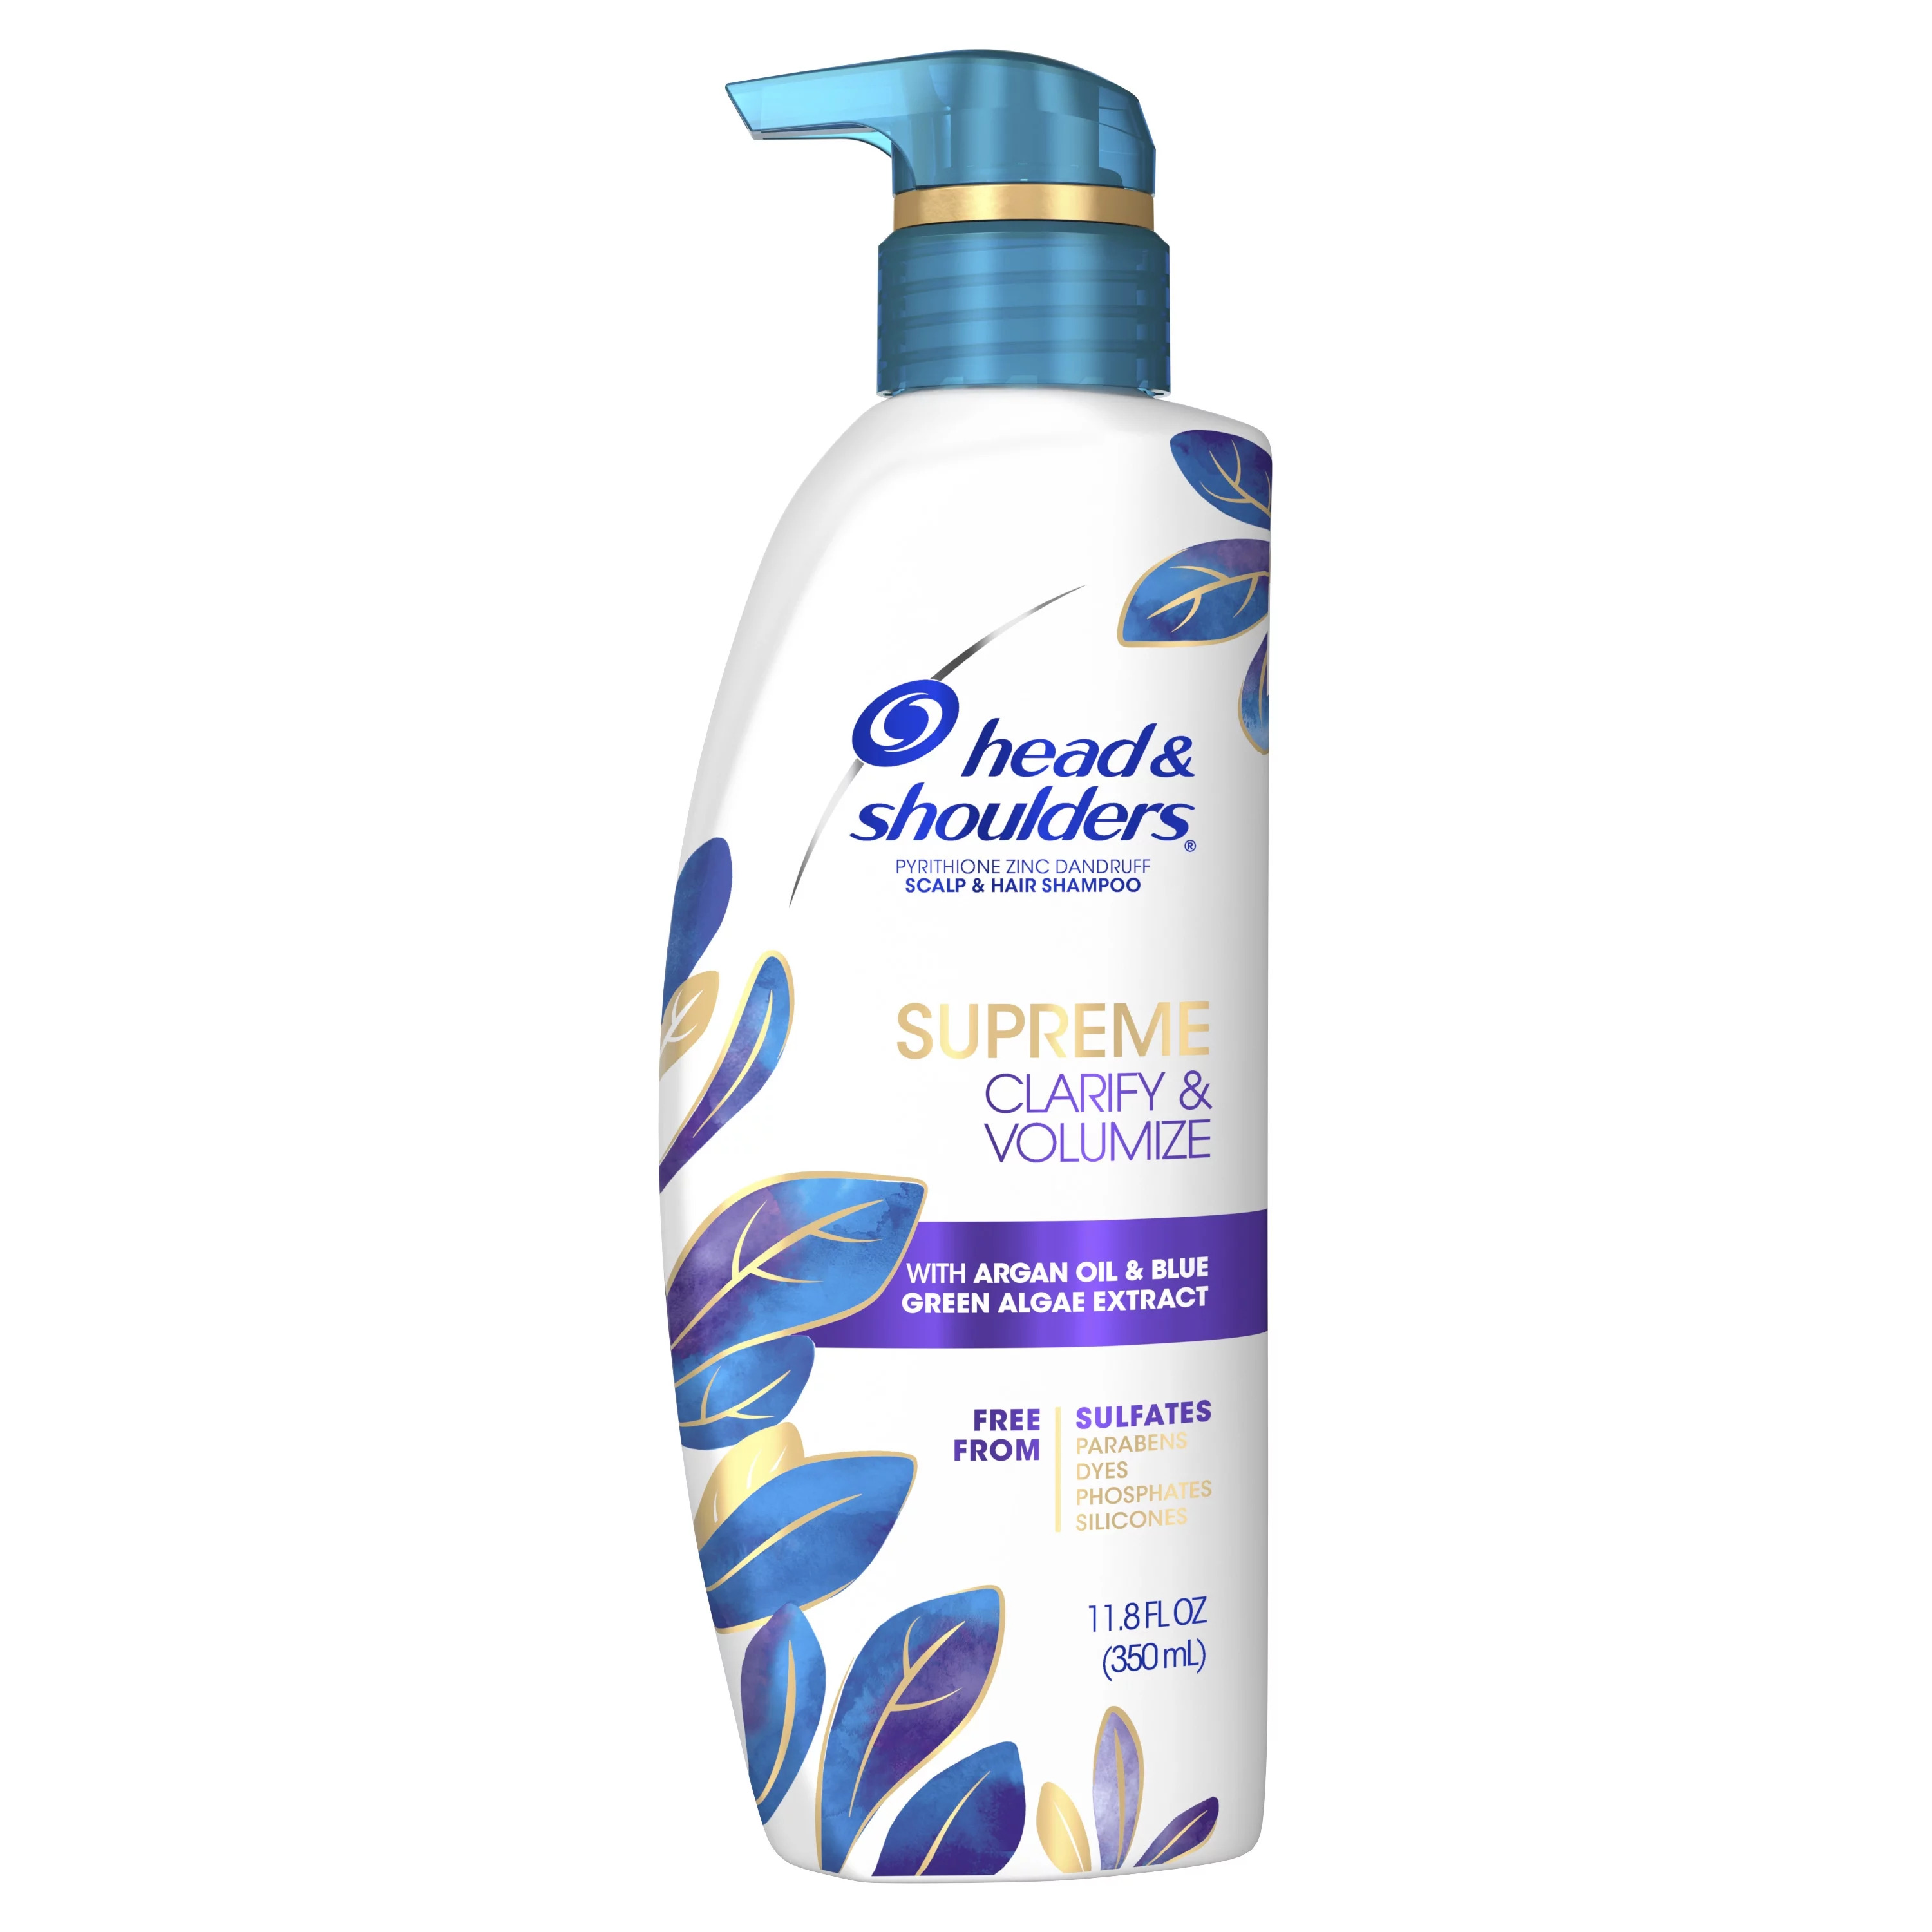 head &
shoulders®
PYRITHIONE ZINC DANDRUFF
SCALP & HAIR SHAMPOO
SUPREME
CLARIFY &
VOLUMIZE
WITH ARGAN OIL & BLUE
GREEN ALGAE EXTRACT
FREE
FROM
SULFATES
PARABENS
DYES
PHOSPHATES
SILICONES
11.8 FL OZ
(350 mL)